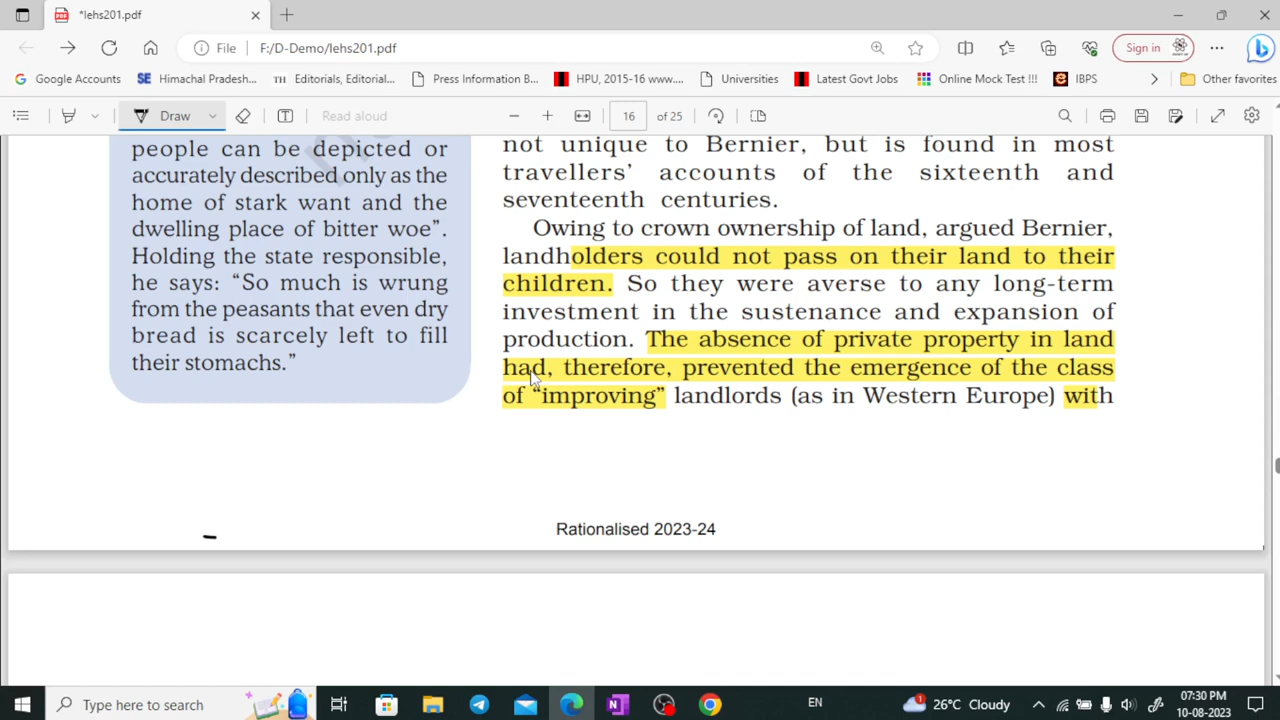 *lehs201.pdf
File
F:/D-Demo/lehs201.pdf
Sign in
Google Accounts
SE Himachal Pradesh...
TH Editorials, Editorial...
Press Information B...
HPU, 2015-16 www....
Universities
Latest Govt Jobs
Online Mock Test !!!
IBPS
Other favorites
Draw
Read aloud
16 of 25
people can be depicted or
accurately described only as the
home of stark want and the
dwelling place of bitter woe”.
Holding the state responsible,
he says: “So much is wrung
from the peasants that even dry
bread is scarcely left to fill
their stomachs.”
not unique to Bernier, but is found in most
travellers’ accounts of the sixteenth and
seventeenth centuries.
Owing to crown ownership of land, argued Bernier,
landholders could not pass on their land to their
children. So they were averse to any long-term
investment in the sustenance and expansion of
production. The absence of private property in land
had, therefore, prevented the emergence of the class
of “improving” landlords (as in Western Europe) with
Rationalised 2023-24
Type here to search
EN
1
26°C Cloudy
07:30 PM
10-08-2023